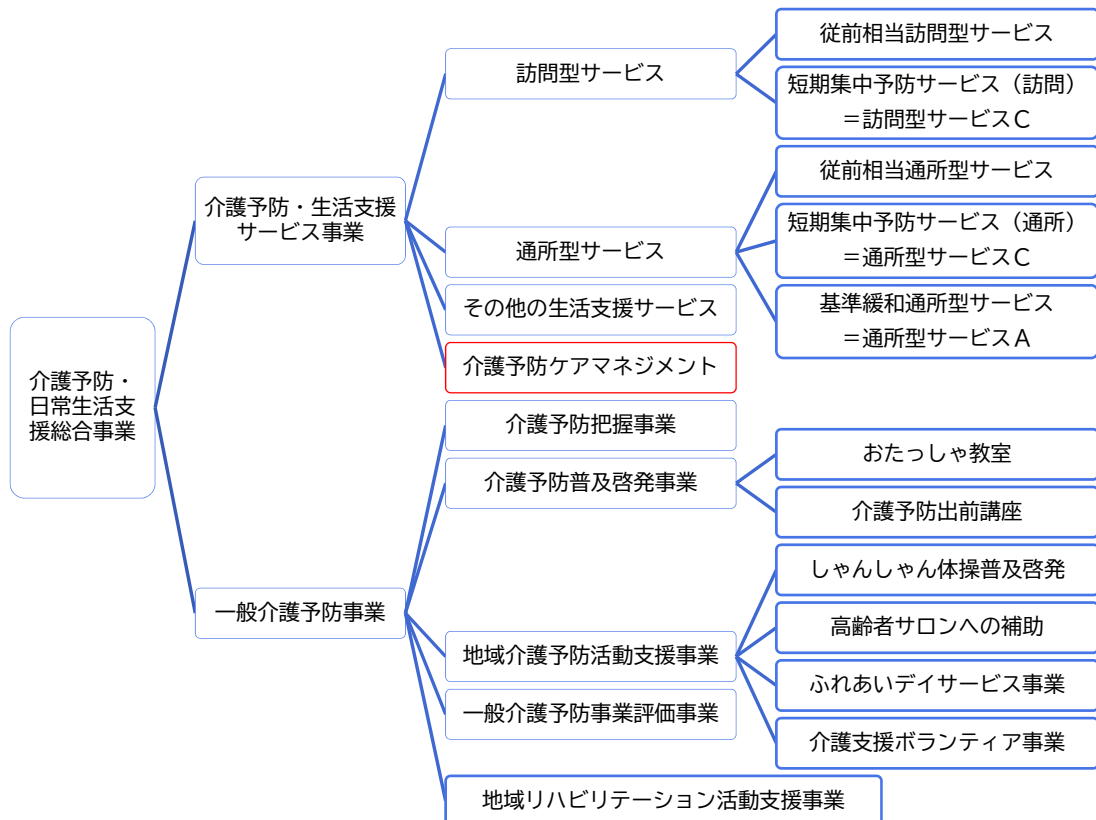 介護予防・
日常生活支
援総合事業
介護予防・生活支援
サービス事業
訪問型サービス
従前相当訪問型サービス
短期集中予防サービス（訪問）
＝訪問型サービスＣ
通所型サービス
従前相当通所型サービス
短期集中予防サービス（通所）
＝通所型サービスＣ
基準緩和通所型サービス
＝通所型サービスＡ
その他の生活支援サービス
介護予防ケアマネジメント
一般介護予防事業
介護予防把握事業
介護予防普及啓発事業
おたっしゃ教室
介護予防出前講座
地域介護予防活動支援事業
しゃんしゃん体操普及啓発
高齢者サロンへの補助
ふれあいデイサービス事業
介護支援ボランティア事業
一般介護予防事業評価事業
地域リハビリテーション活動支援事業